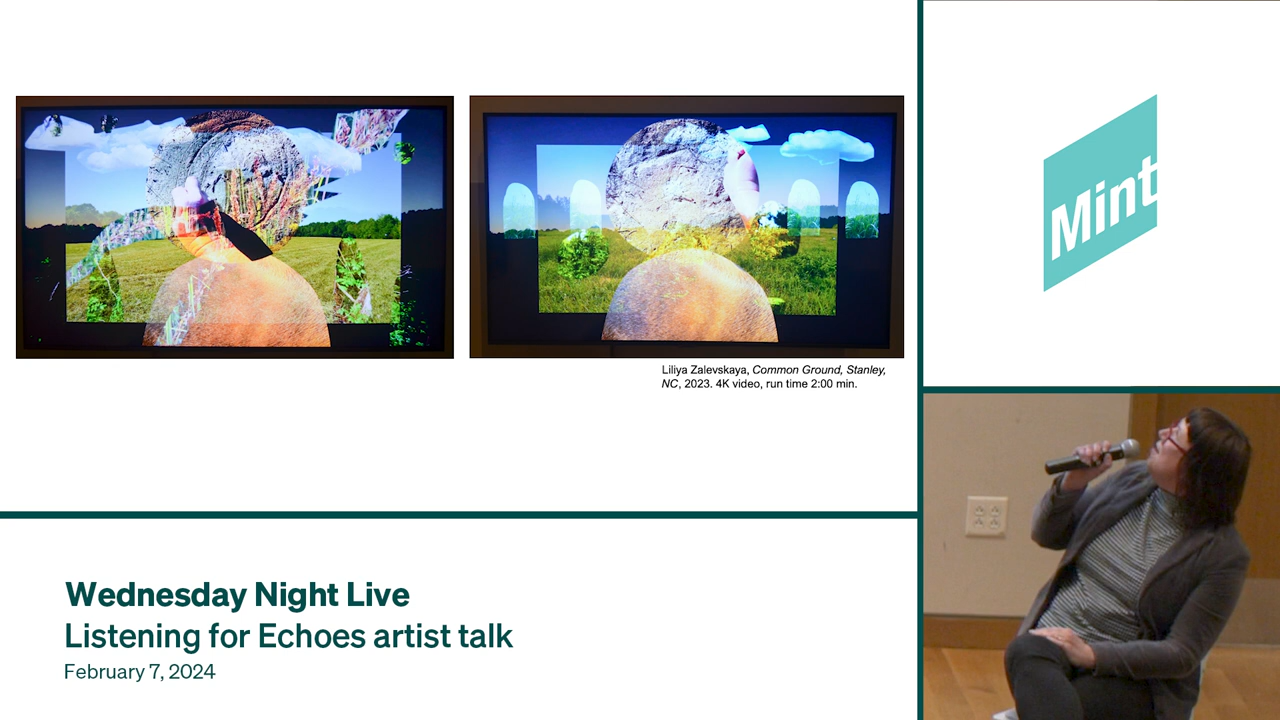 Liliya Zalevskaya, Common Ground, Stanley,
NC, 2023. 4K video, run time 2:00 min.
Mint
Wednesday Night Live
Listening for Echoes artist talk
February 7, 2024